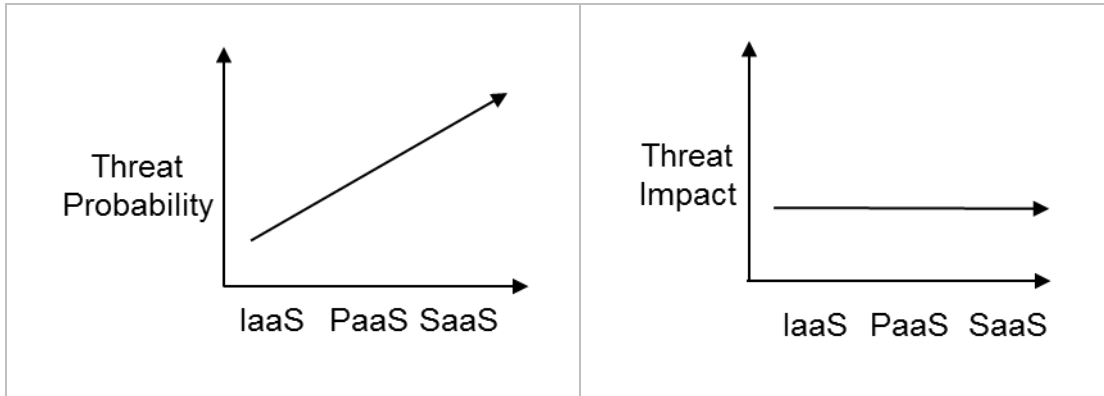 Threat
Probability
IaaS PaaS SaaS
Threat
Impact
IaaS PaaS SaaS